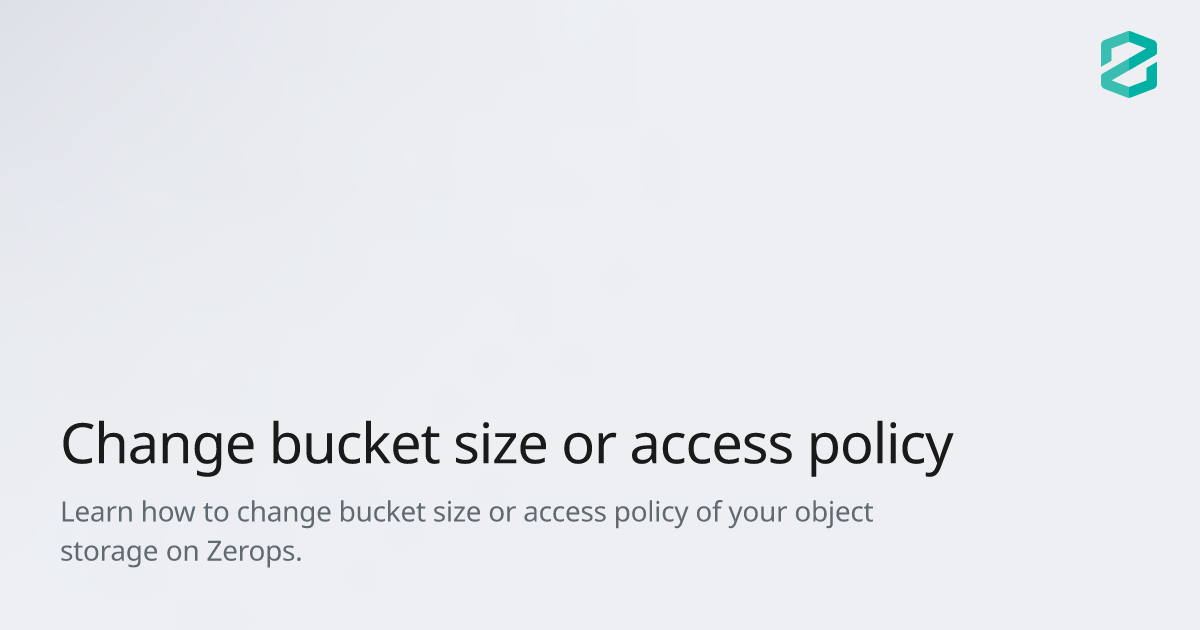 Change bucket size or access policy
Learn how to change bucket size or access policy of your object
storage on Zerops.